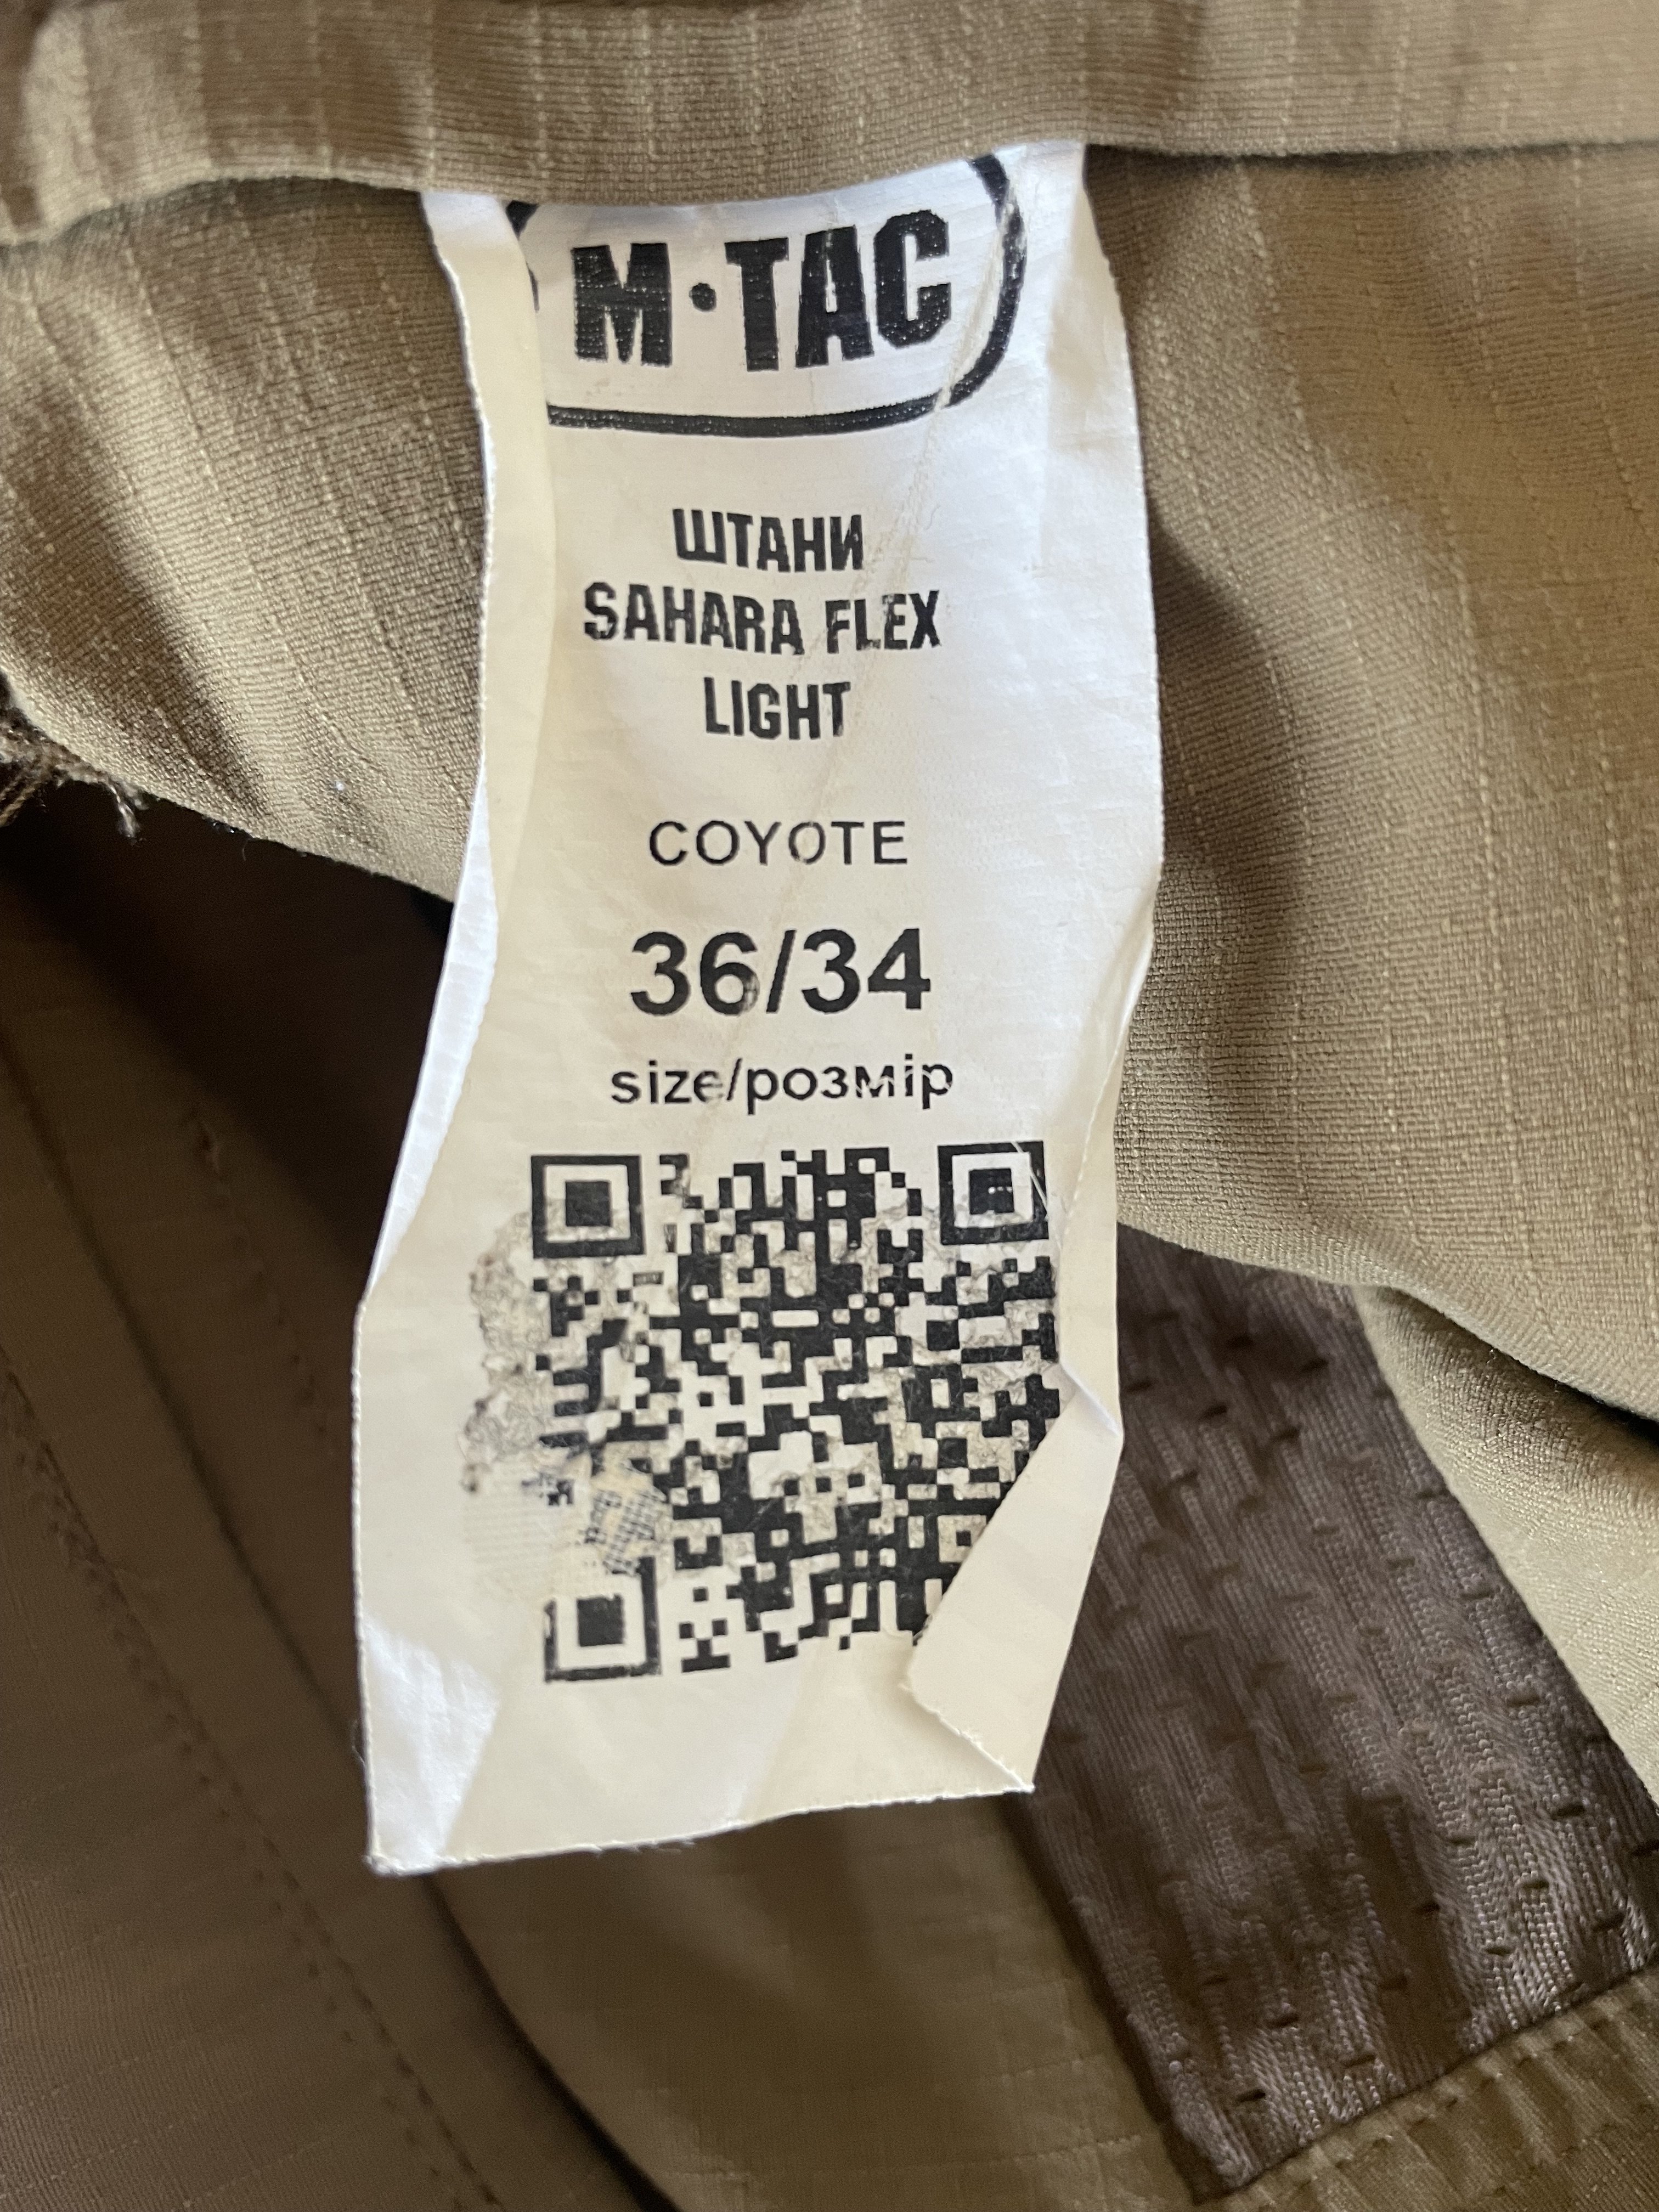 M·TAC
ШТАНИ
SAHARA FLEX
LIGHT
COYOTE
36/34
size/розмір